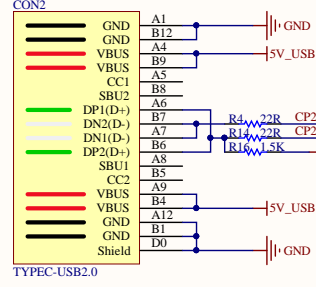 CON2
GND A1
GND B12 GND
VBUS A4 5V_USB
VBUS B9
CC1 A5
SBU2 B8
DP1(D+) A6
DN2(D-) B7 R4 22R CP2
DN1(D-) A7 R14 22R CP2
DP2(D+) B6 R16 1.5K
SBU1 A8
CC2 B5
VBUS A9
VBUS B4 5V_USB
GND A12
GND B1
Shield D0 GND
TYPEC-USB2.0